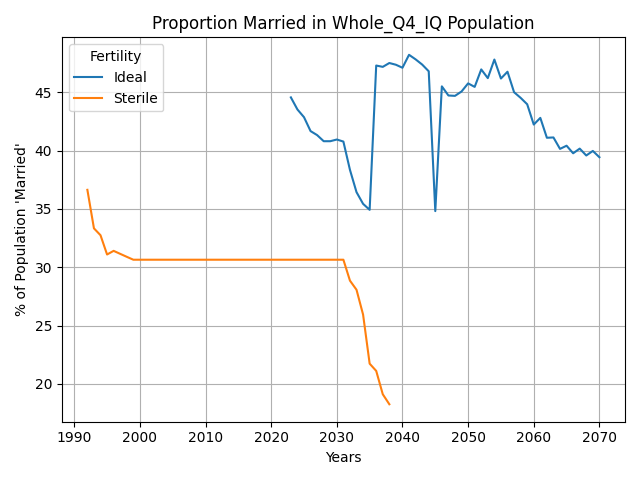 Proportion Married in Whole_Q4_IQ Population
Fertility
Ideal
Sterile
% of Population 'Married'
45
40
35
30
25
20
1990 2000 2010 2020 2030 2040 2050 2060 2070
Years